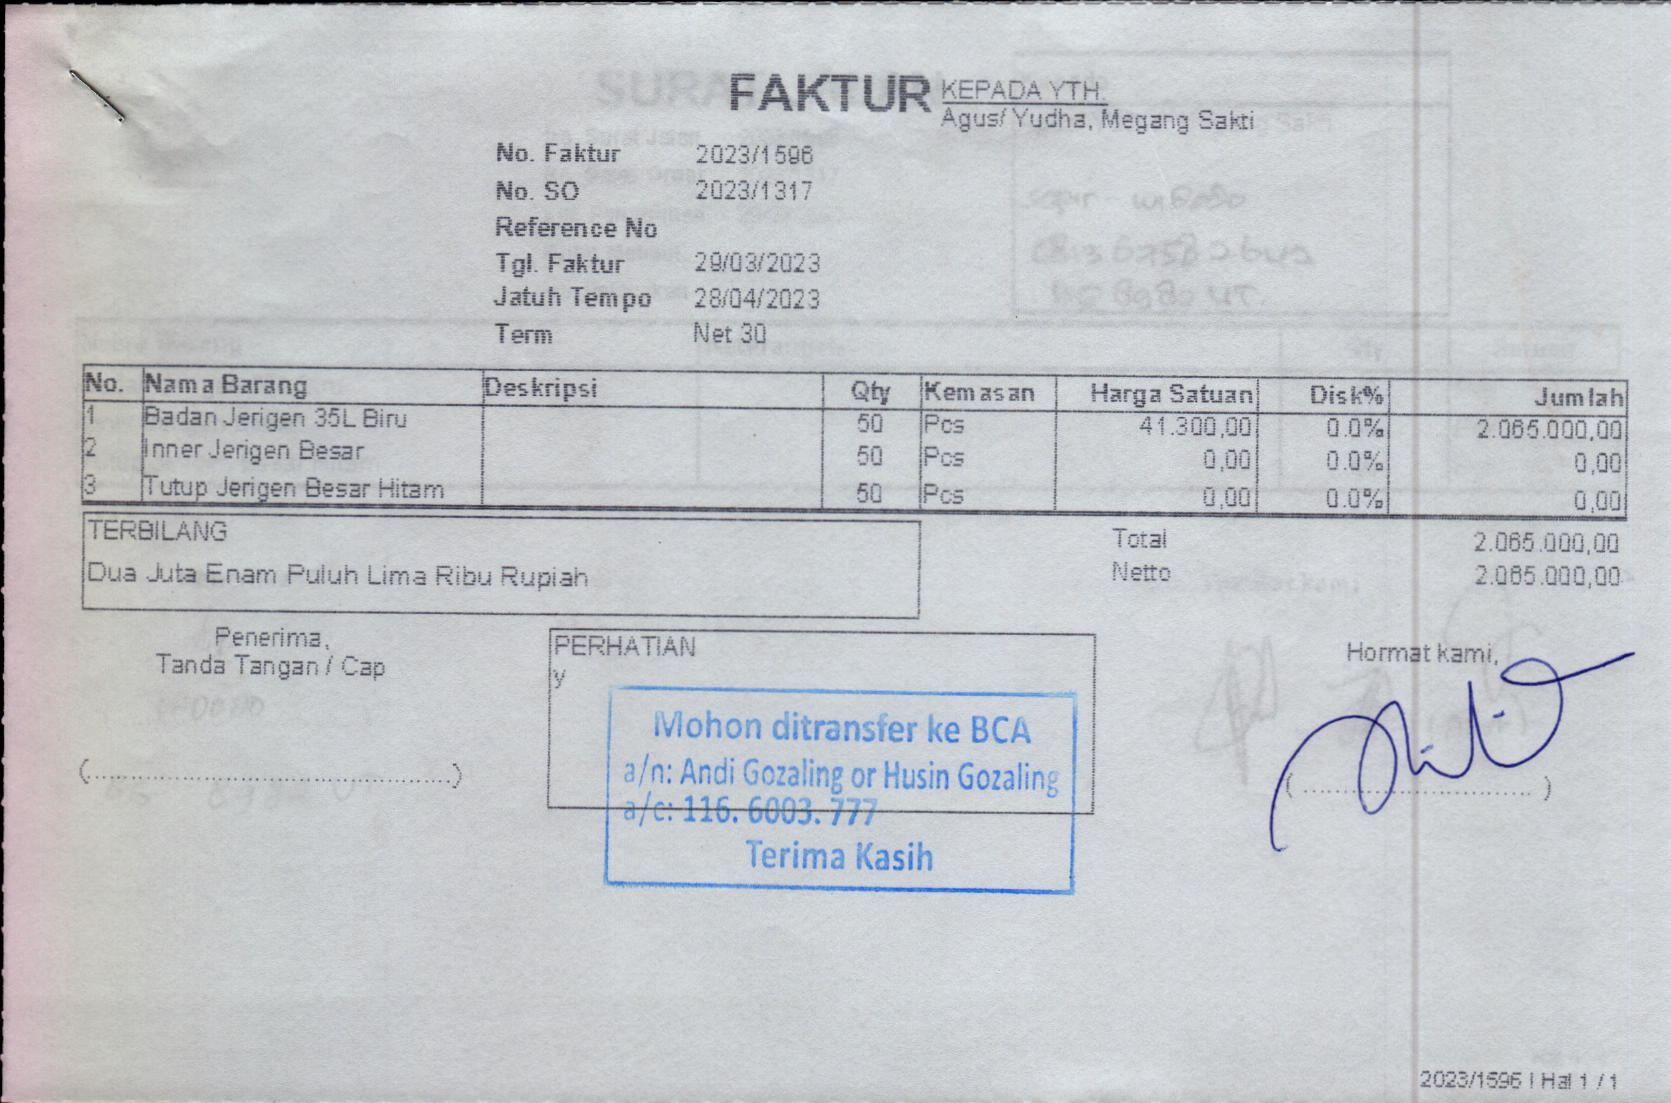 FAKTUR
KEPADA YTH.
Agus/ Yudha, Megang Sakti
No. Faktur 2023/1596
No. SO 2023/1317
Reference No
Tgl. Faktur 29/03/2023
Jatuh Tempo 28/04/2023
Term Net 30
No. Nama Barang Deskripsi Qty Kemasan Harga Satuan Disk% Jumlah
1 Badan Jerigen 35L Biru 50 Pcs 41.300,00 0.0% 2.065.000,00
2 Inner Jerigen Besar 50 Pcs 0,00 0.0% 0,00
3 Tutup Jerigen Besar Hitam 50 Pcs 0,00 0.0% 0,00
TERBILANG
Dua Juta Enam Puluh Lima Ribu Rupiah
Total 2.065.000,00
Netto 2.065.000,00
Penerima,
Tanda Tangan / Cap
(..........................................................)
PERHATIAN
y
Mohon ditransfer ke BCA
a/n: Andi Gozaling or Husin Gozaling
a/c: 116. 6003. 777
Terima Kasih
Hormat kami,
(......................................)
2023/1596 | Hal 1 / 1